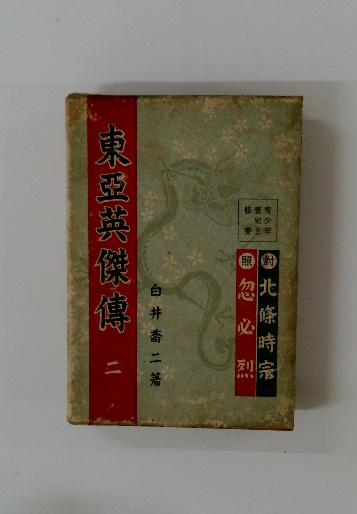 東亞英傑傳
二
白井喬二著
青少年
歴史と
修養
對照
北條時宗
忽必烈